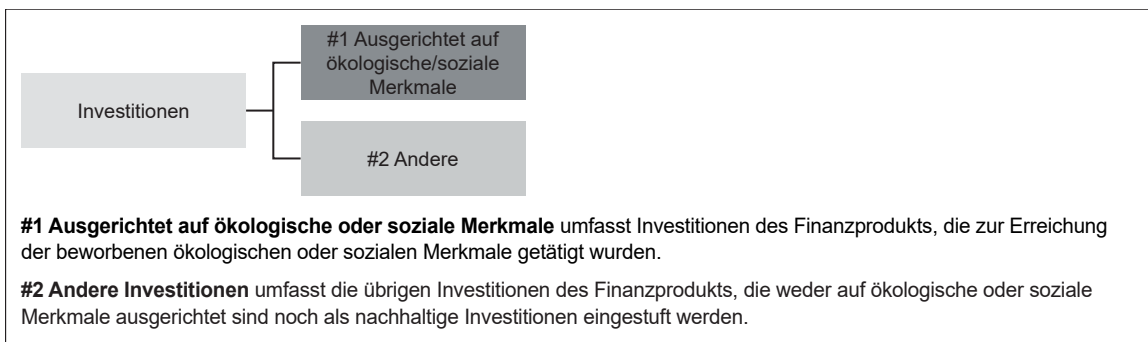 #1 Ausgerichtet auf
ökologische/soziale
Merkmale
Investitionen
#2 Andere
#1 Ausgerichtet auf ökologische oder soziale Merkmale umfasst Investitionen des Finanzprodukts, die zur Erreichung
der beworbenen ökologischen oder sozialen Merkmale getätigt wurden.
#2 Andere Investitionen umfasst die übrigen Investitionen des Finanzprodukts, die weder auf ökologische oder soziale
Merkmale ausgerichtet sind noch als nachhaltige Investitionen eingestuft werden.